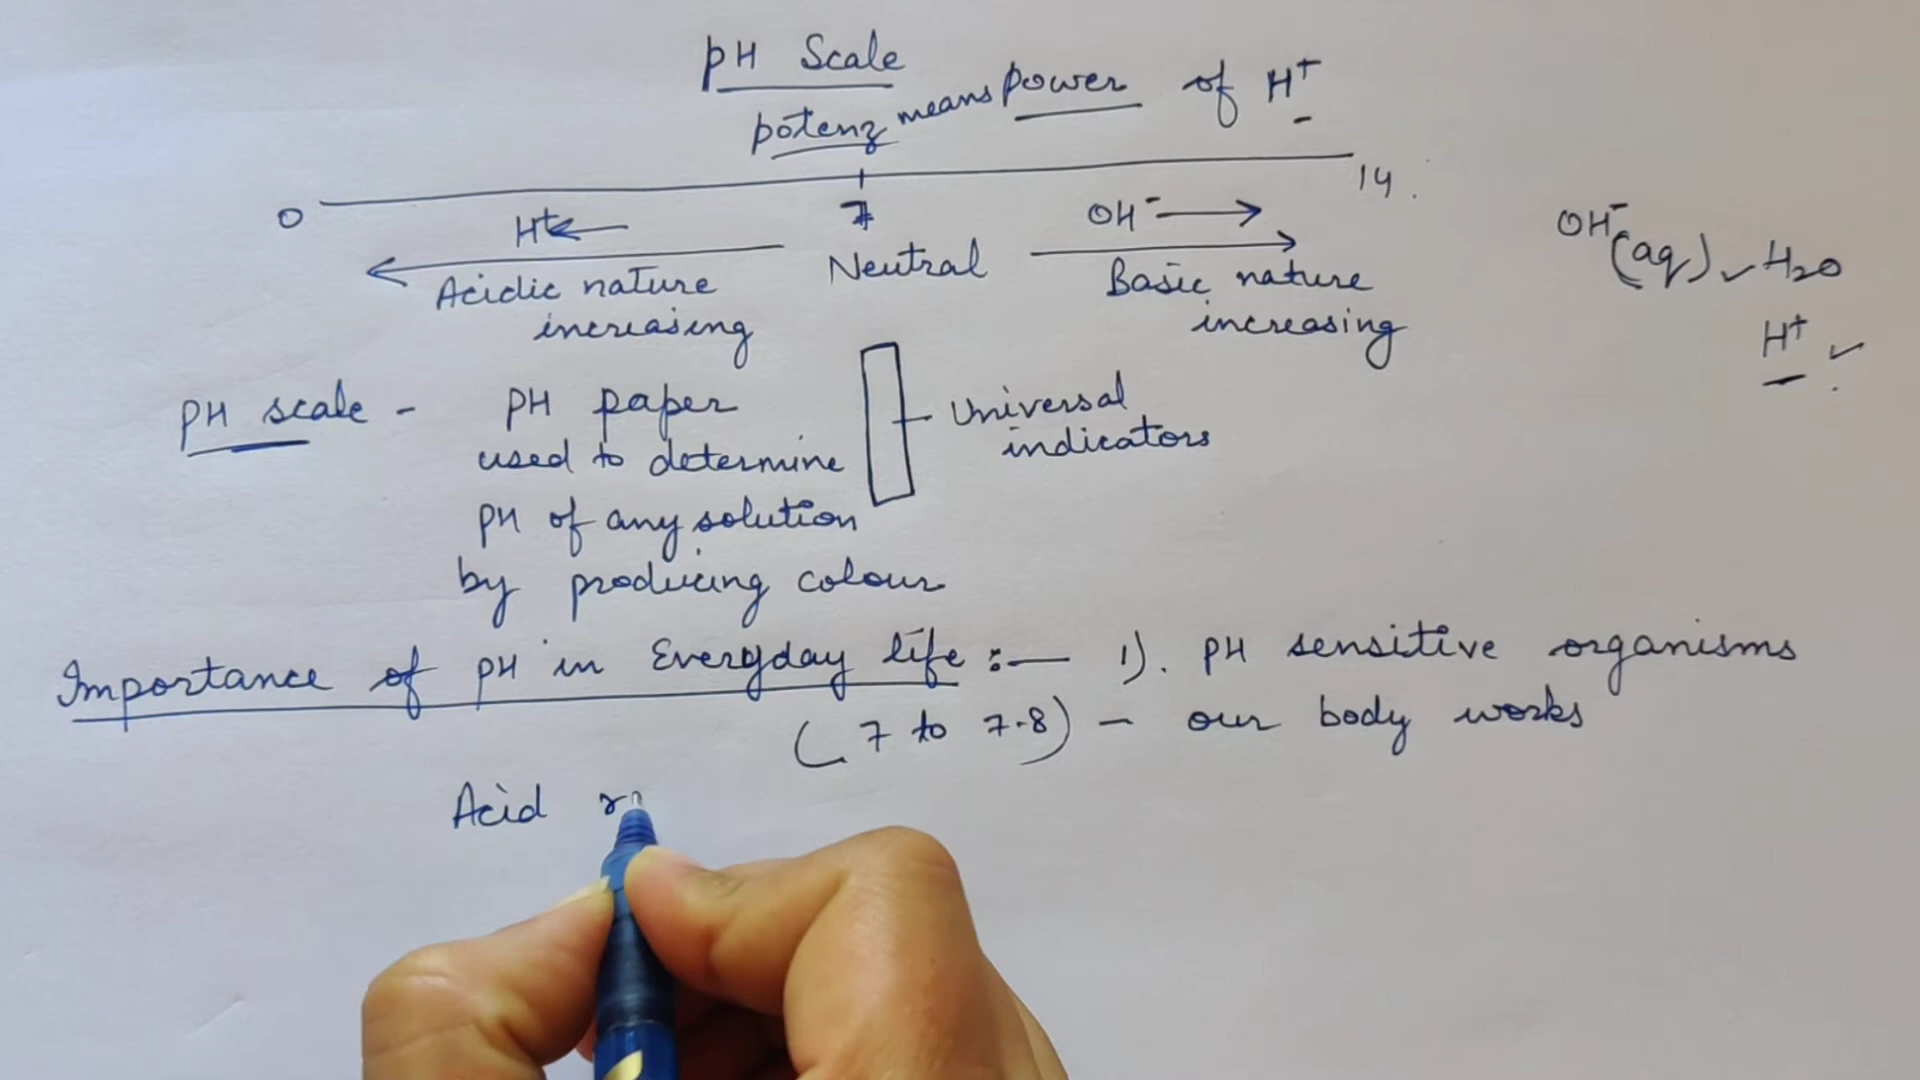 pH Scale
potenz means power of H⁺
0 7 14.
H⁺ OH⁻
Acidic nature increasing
Neutral
Basic nature increasing
OH⁻(aq) H₂O
H⁺
pH scale - pH paper
used to determine
pH of any solution
by producing colour
Universal
indicators
Importance of pH in Everyday life :— 1). pH sensitive organisms
(7 to 7.8) — our body works
Acid